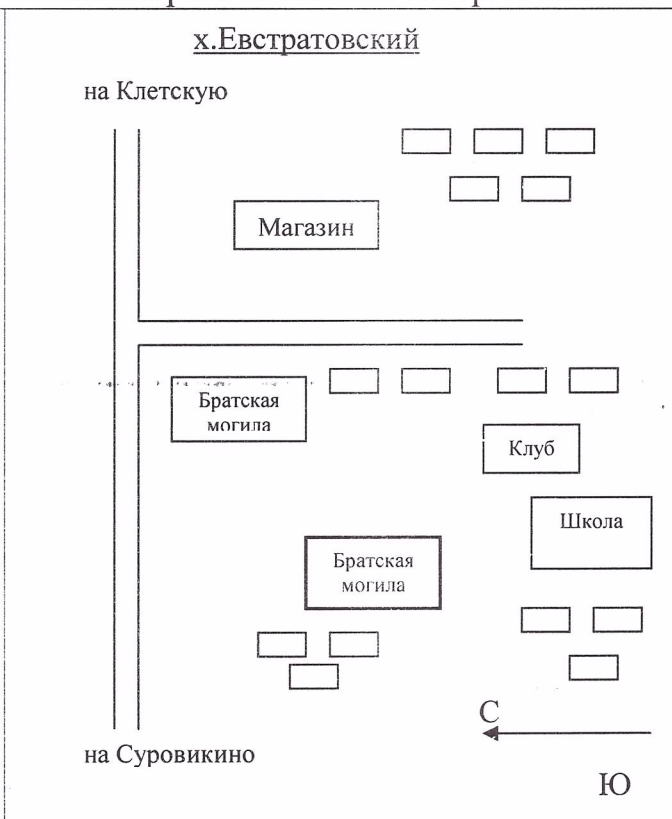 х.Евстратовский
на Клетскую
Магазин
Братская
могила
Клуб
Школа
Братская
могила
С
на Суровикино
Ю